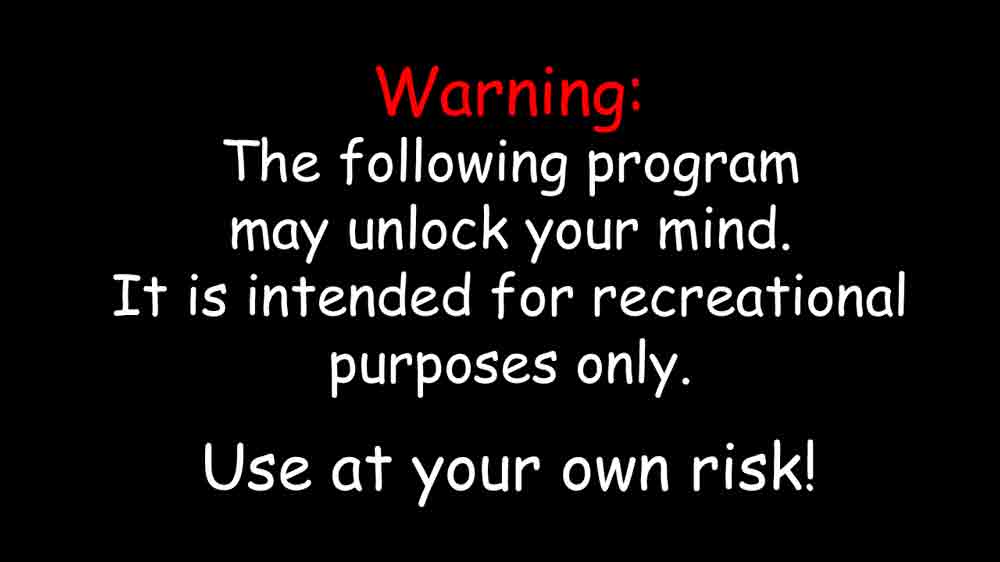 Warning:
The following program
may unlock your mind.
It is intended for recreational
purposes only.
Use at your own risk!